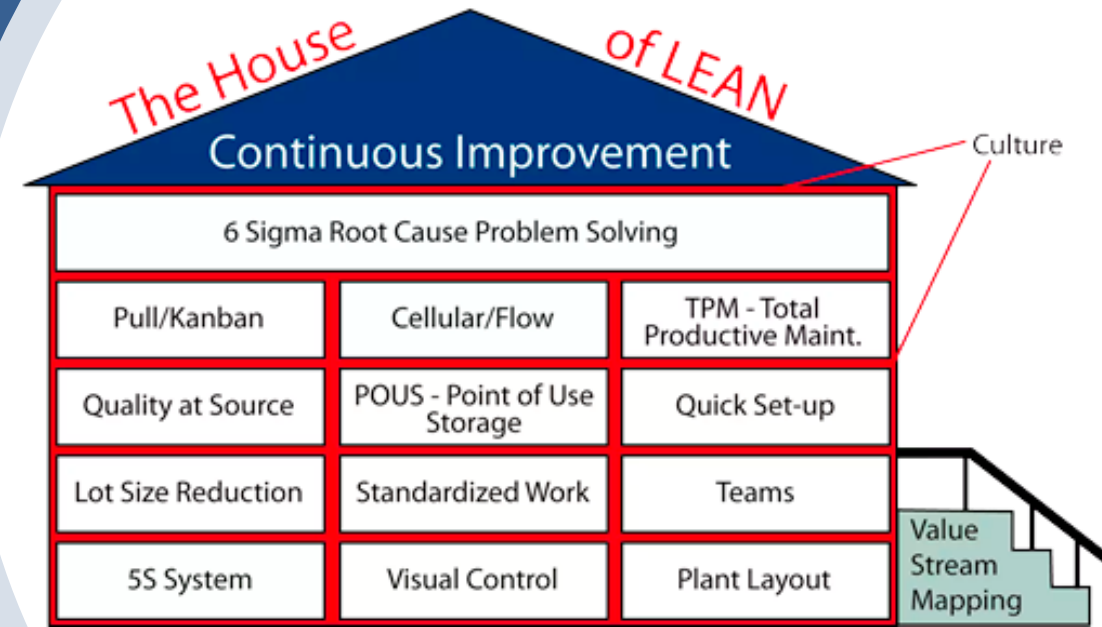 The House of LEAN
Continuous Improvement
Culture
6 Sigma Root Cause Problem Solving
Pull/Kanban
Cellular/Flow
TPM - Total
Productive Maint.
Quality at Source
POUS - Point of Use
Storage
Quick Set-up
Lot Size Reduction
Standardized Work
Teams
5S System
Visual Control
Plant Layout
Value
Stream
Mapping